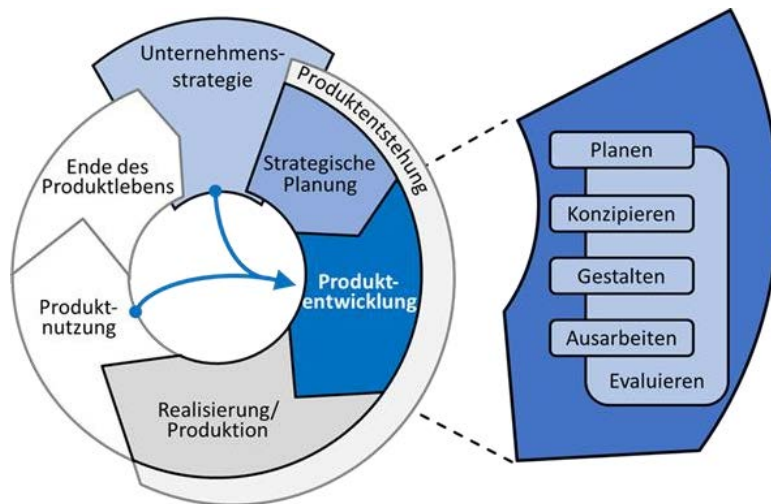 Unternehmens-
strategie
Produktentstehung
Strategische
Planung
Produkt-
entwicklung
Realisierung/
Produktion
Produkt-
nutzung
Ende des
Produktlebens
Planen
Konzipieren
Gestalten
Ausarbeiten
Evaluieren